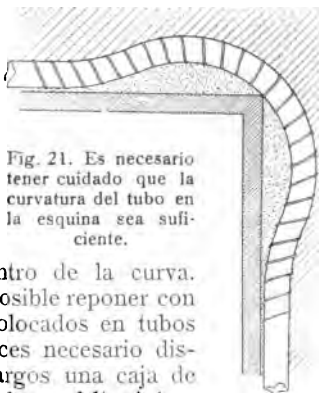 Fig. 21. Es necesario
tener cuidado que la
curvatura del tubo en
la esquina sea sufi-
ciente.
ntro de la curva.
osible reponer con
olocados en tubos
ces necesario dis-
argos una caja de